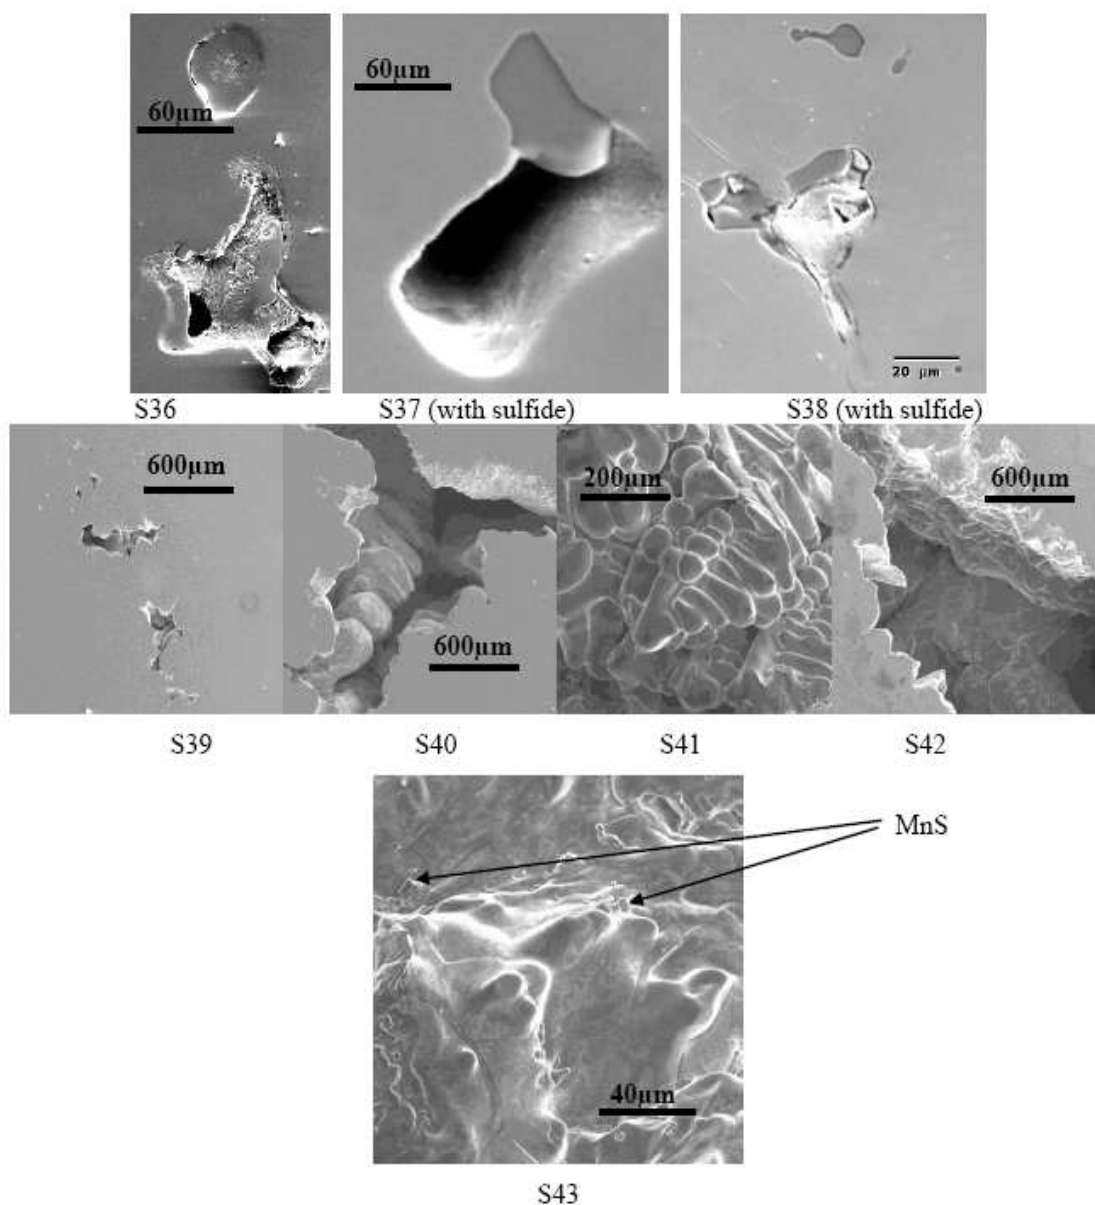 60µm
60µm
20 µm
S36
S37 (with sulfide)
S38 (with sulfide)
600µm
600µm
200µm
600µm
S39
S40
S41
S42
MnS
40µm
S43